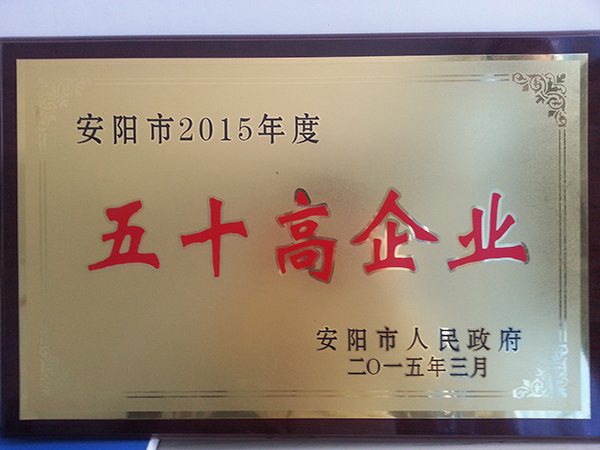 安阳市2015年度
五十高企业
安阳市人民政府
二〇一五年三月